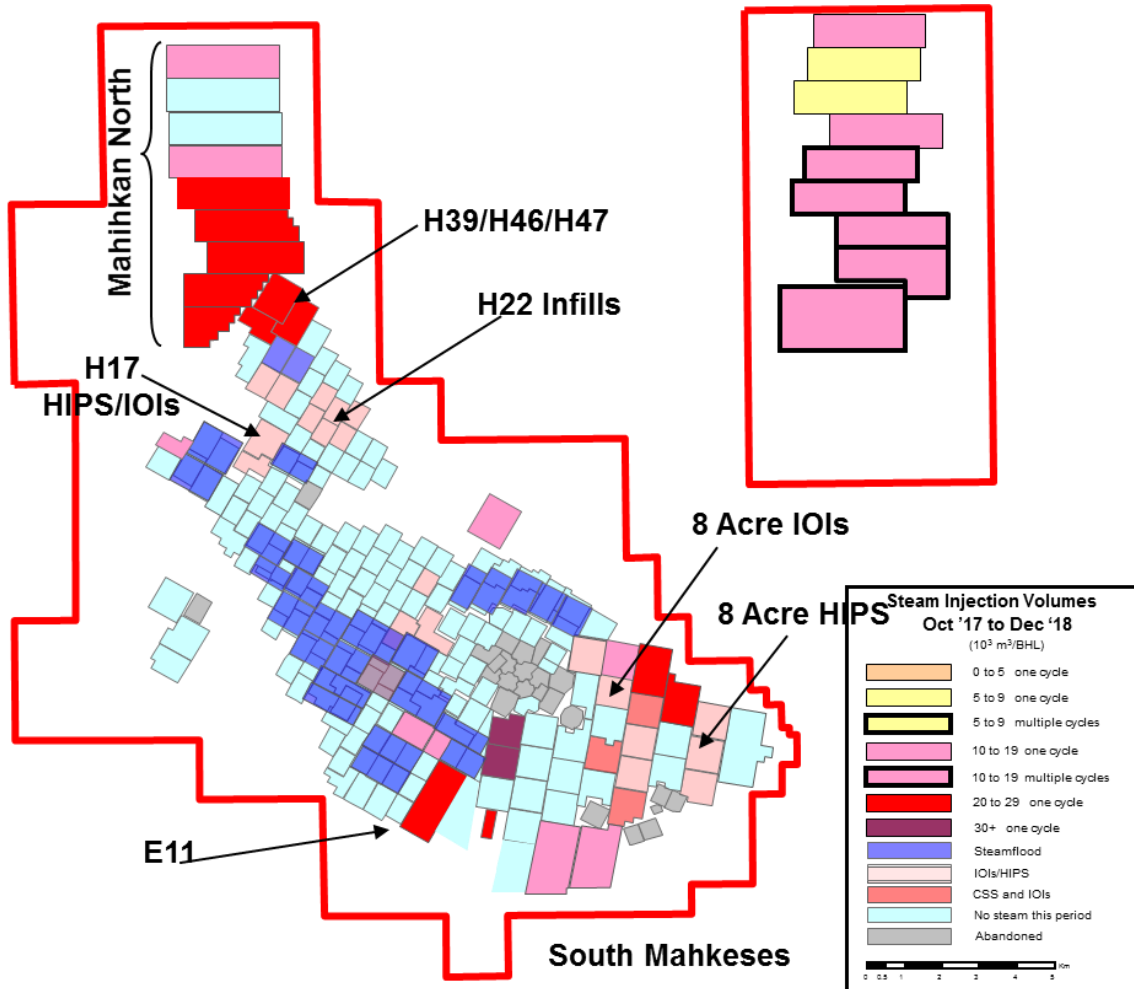 Mahihkan North
H39/H46/H47
H22 Infills
H17
HIPS/IOIs
8 Acre IOIs
8 Acre HIPS
E11
South Mahkeses
Steam Injection Volumes
Oct '17 to Dec '18
(10³ m³/BHL)
0 to 5 one cycle
5 to 9 one cycle
5 to 9 multiple cycles
10 to 19 one cycle
10 to 19 multiple cycles
20 to 29 one cycle
30+ one cycle
Steamflood
IOIs/HIPS
CSS and IOIs
No steam this period
Abandoned
Km
0 0.5 1 2 3 4 5